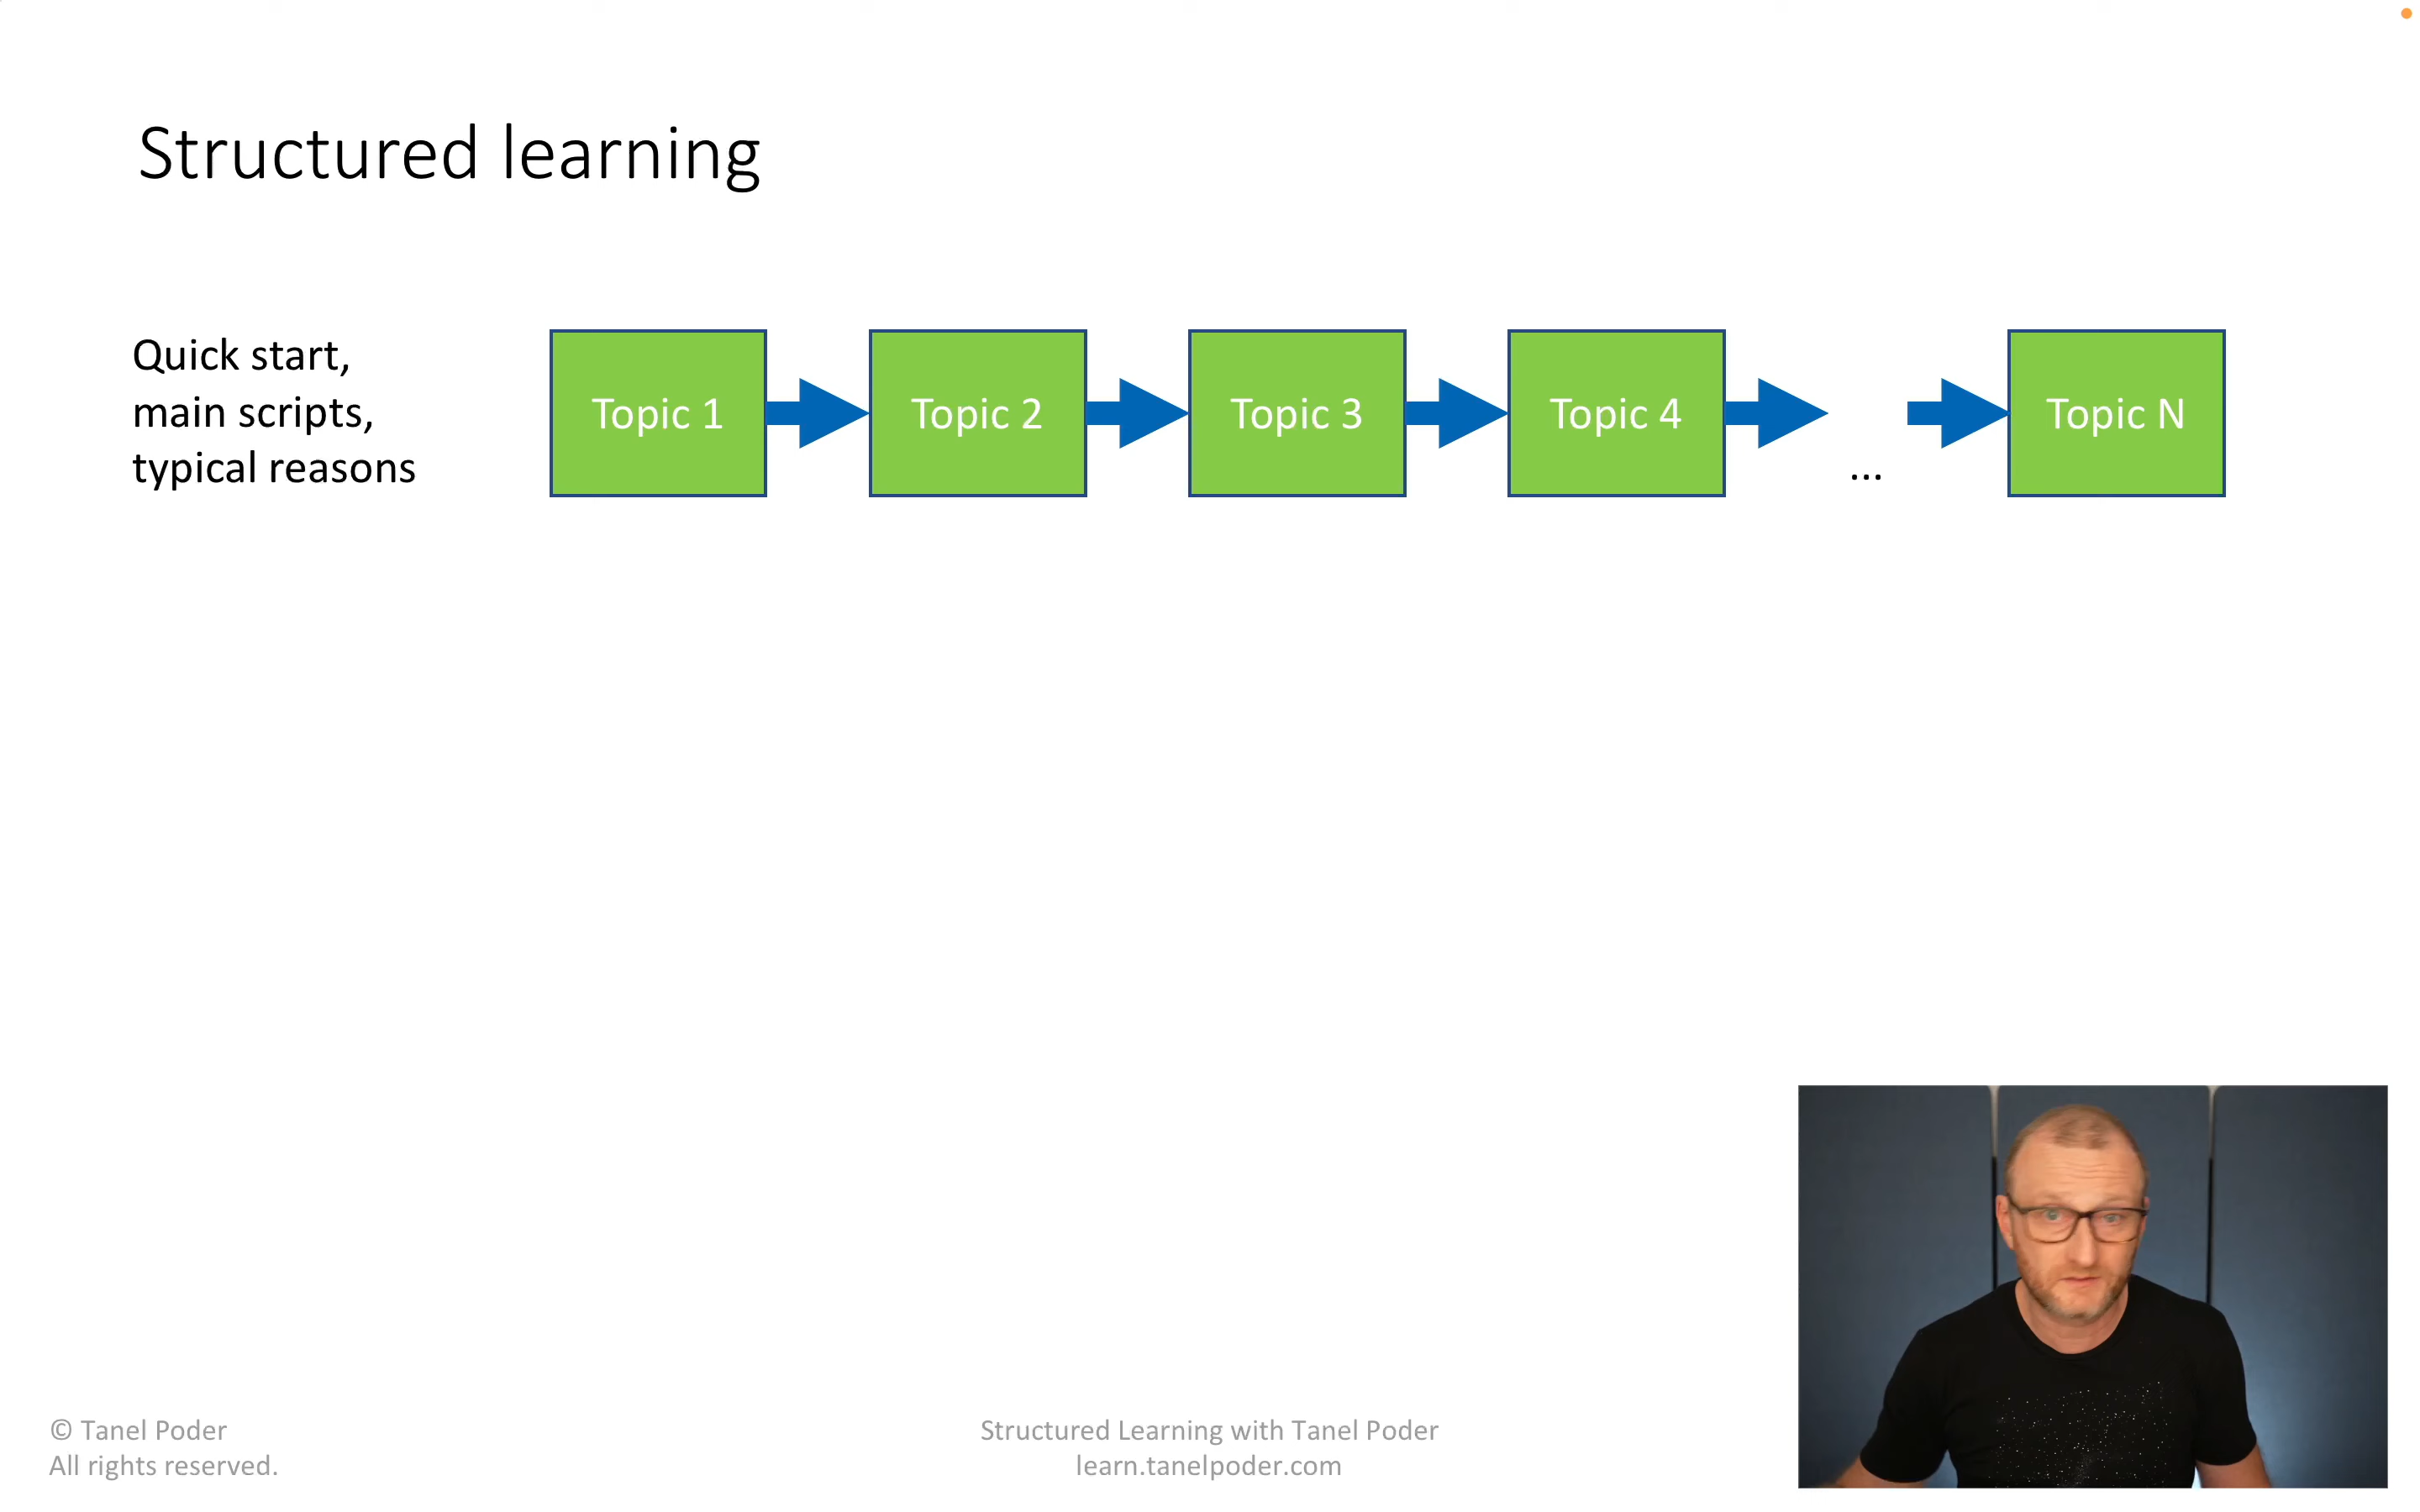 Structured learning
Quick start,
main scripts,
typical reasons
Topic 1
Topic 2
Topic 3
Topic 4
...
Topic N
© Tanel Poder
All rights reserved.
Structured Learning with Tanel Poder
learn.tanelpoder.com